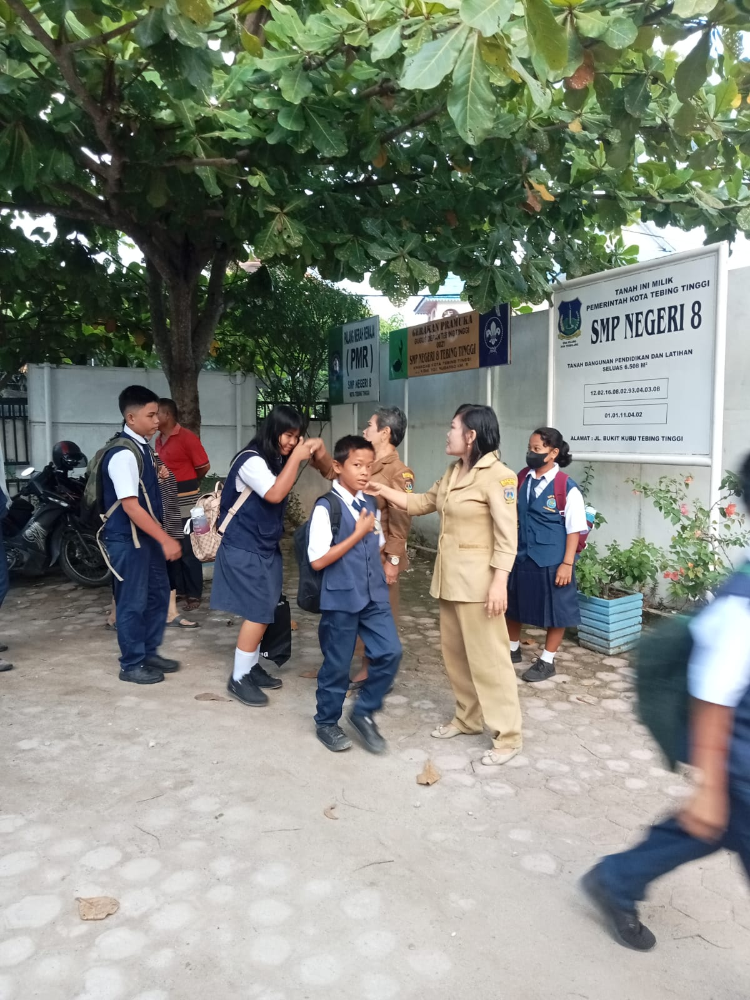 PALANG MERAH REMAJA
( PMR )
SMP NEGERI 8
KOTA TEBING TINGGI
GERAKAN PRAMUKA
GUGUS DEPAN TEBING TINGGI
0021
SMP NEGERI 8 TEBING TINGGI
KOTA TEBING TINGGI
TANAH INI MILIK
PEMERINTAH KOTA TEBING TINGGI
SMP NEGERI 8
TANAH BANGUNAN PENDIDIKAN DAN LATIHAN
SELUAS 6.508 M²
12.02.16.08.02.93.04.03.08
01.01.11.04.02
ALAMAT : JL. BUKIT KUBU TEBING TINGGI